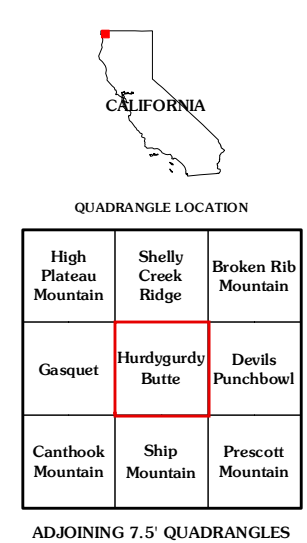 CALIFORNIA
QUADRANGLE LOCATION
High
Plateau
Mountain
Shelly
Creek
Ridge
Broken Rib
Mountain
Gasquet
Hurdygurdy
Butte
Devils
Punchbowl
Canthook
Mountain
Ship
Mountain
Prescott
Mountain
ADJOINING 7.5' QUADRANGLES